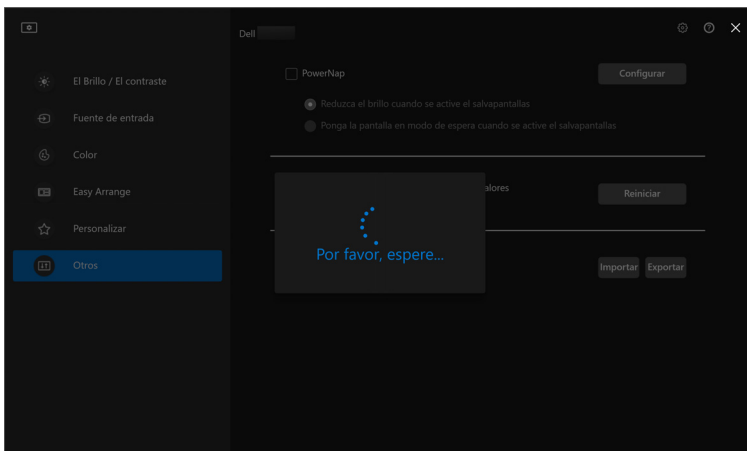 Dell
El Brillo / El contraste
Fuente de entrada
Color
Easy Arrange
Personalizar
Otros
PowerNap
Configurar
Reduzca el brillo cuando se active el salvapantallas
Ponga la pantalla en modo de espera cuando se active el salvapantallas
alores
Reiniciar
Por favor, espere...
Importar Exportar